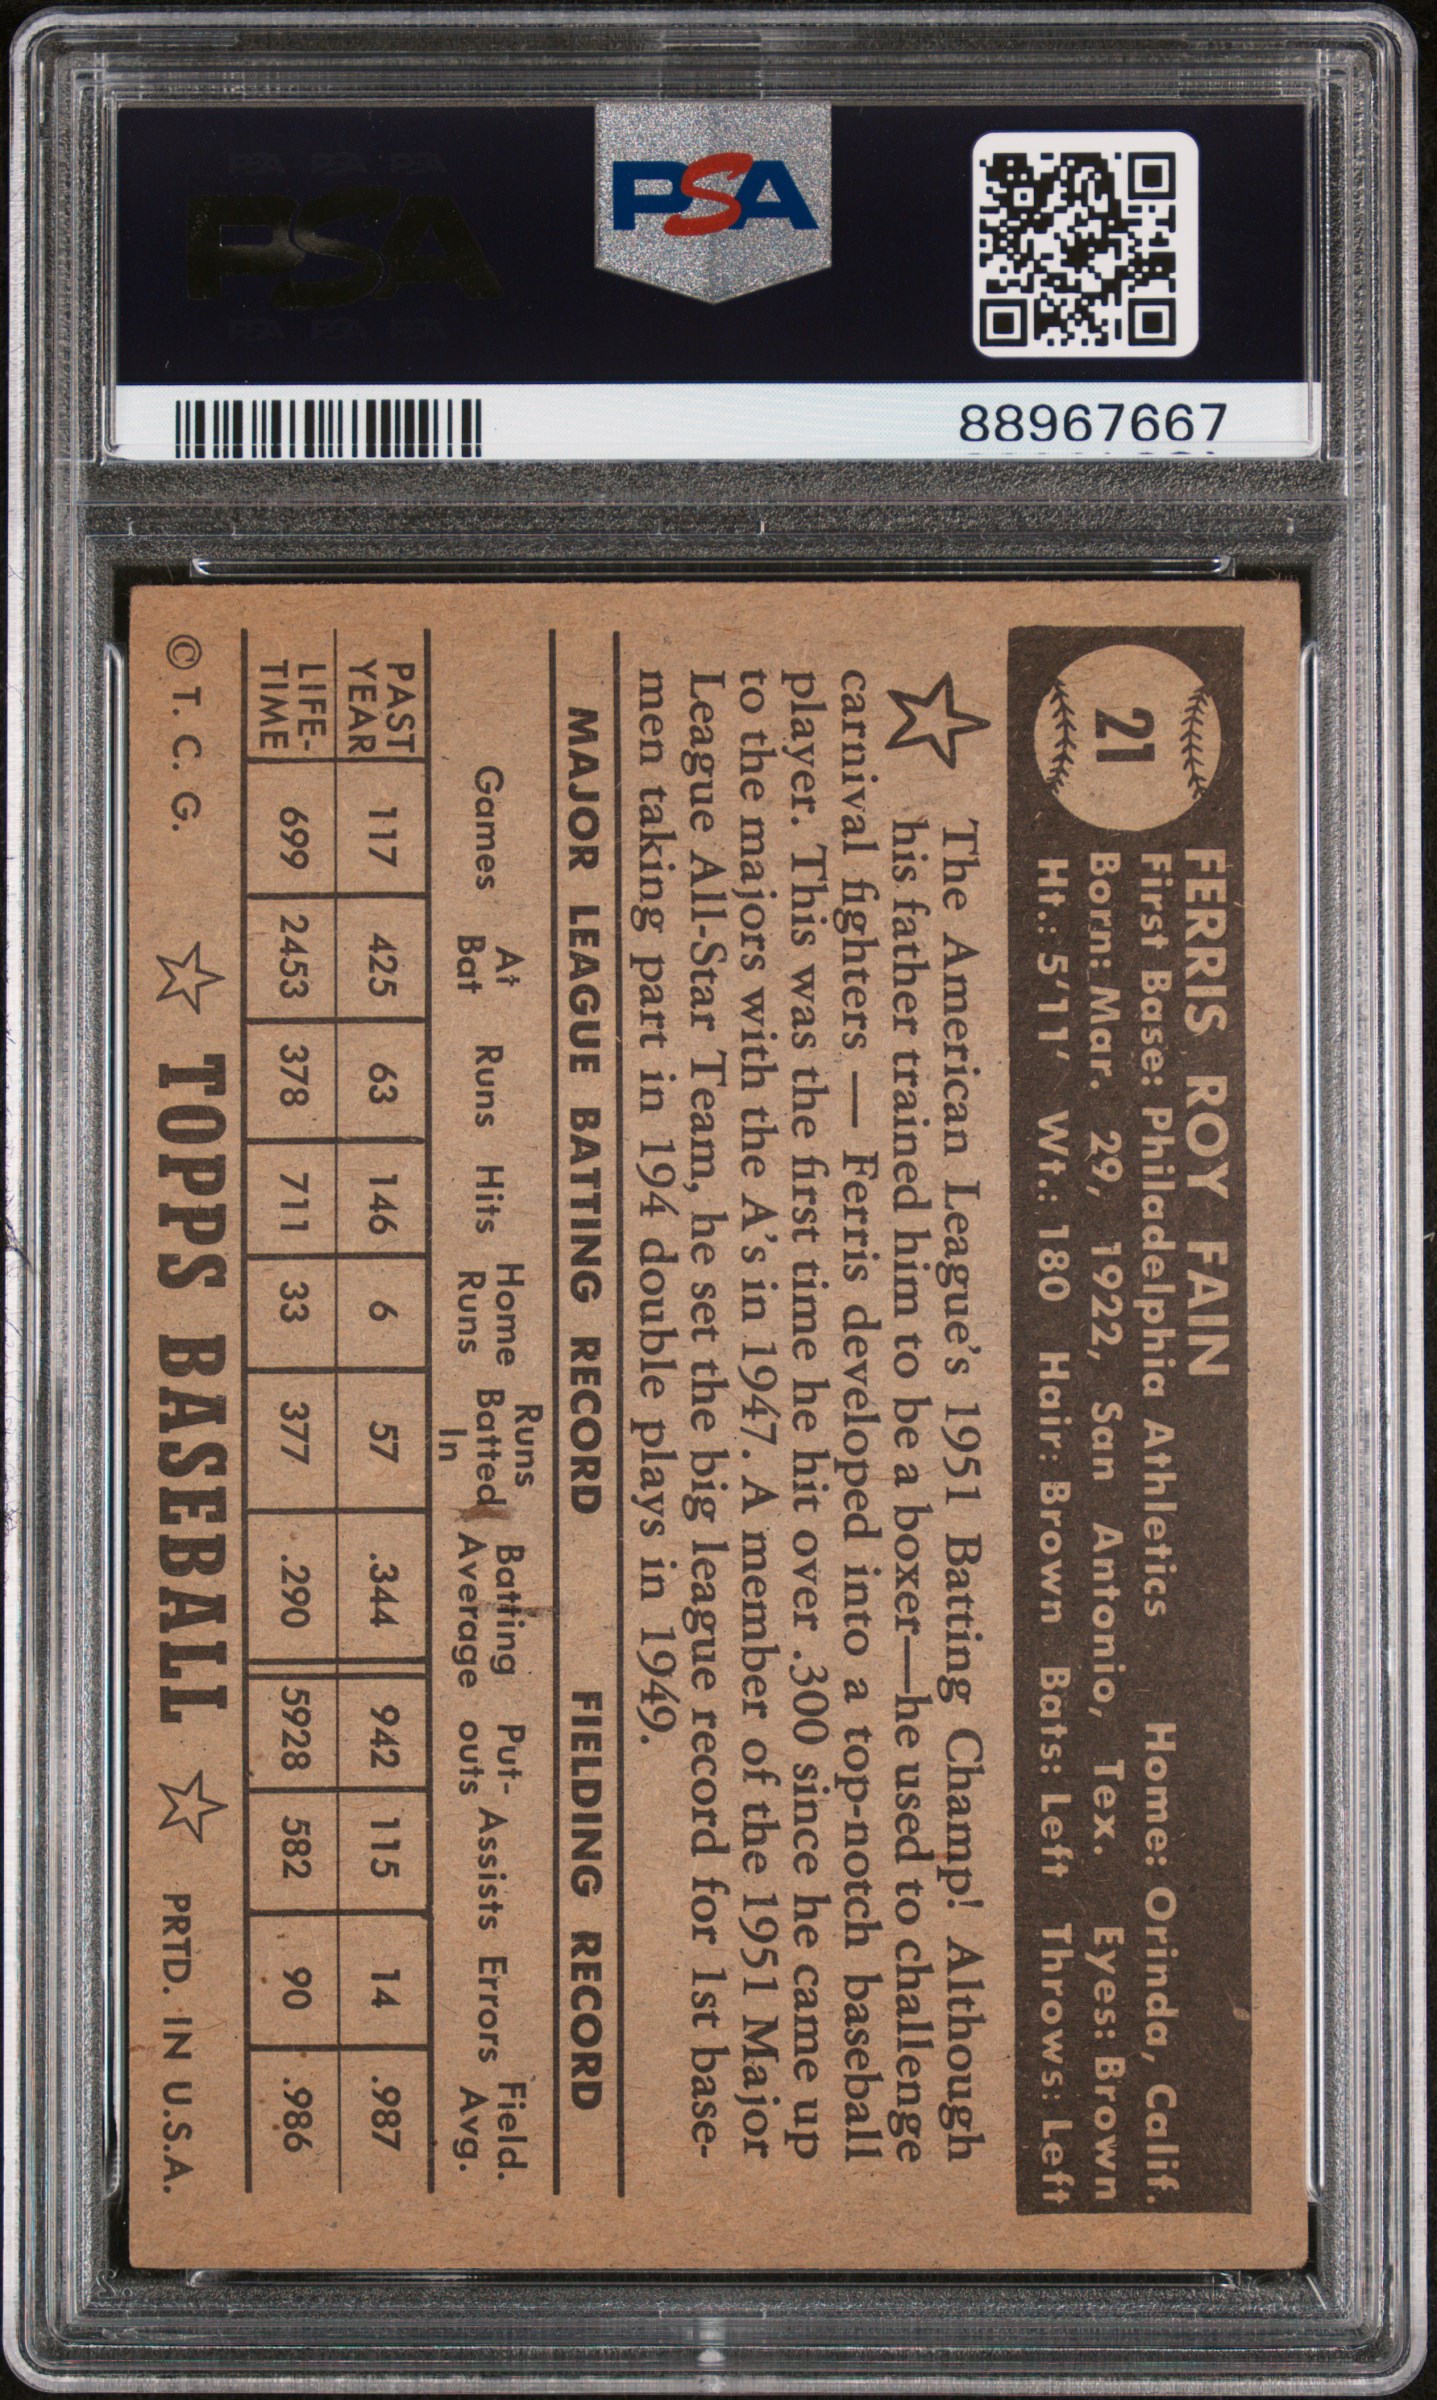 PSA PSA PSA
PSA
PSA PSA PSA
PSA
88967667
21
FERRIS ROY FAIN
First Base: Philadelphia Athletics Home: Orinda, Calif.
Born: Mar. 29, 1922, San Antonio, Tex. Eyes: Brown
Ht.: 5'11' Wt.: 180 Hair: Brown Bats: Left Throws: Left
The American League's 1951 Batting Champ! Although
his father trained him to be a boxer—he used to challenge
carnival fighters — Ferris developed into a top-notch baseball
player. This was the first time he hit over .300 since he came up
to the majors with the A's in 1947. A member of the 1951 Major
League All-Star Team, he set the big league record for 1st base-
men taking part in 194 double plays in 1949.
MAJOR LEAGUE BATTING RECORD FIELDING RECORD
Games At Bat Runs Hits Home Runs Runs Batted In Batting Average Put-outs Assists Errors Field. Avg.
PAST YEAR 117 425 63 146 6 57 .344 942 115 14 .987
LIFE-TIME 699 2453 378 711 33 377 .290 5928 582 90 .986
© T. C. G. TOPPS BASEBALL PRTD. IN U.S.A.